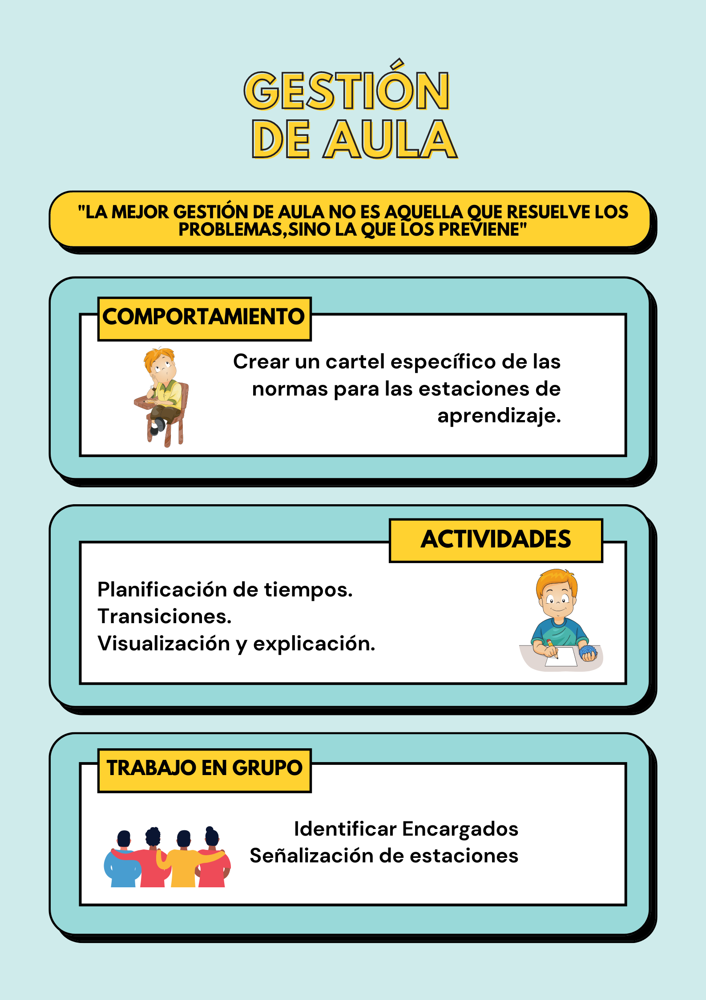 GESTIÓN
DE AULA
"LA MEJOR GESTIÓN DE AULA NO ES AQUELLA QUE RESUELVE LOS
PROBLEMAS,SINO LA QUE LOS PREVIENE"
COMPORTAMIENTO
Crear un cartel específico de las
normas para las estaciones de
aprendizaje.
ACTIVIDADES
Planificación de tiempos.
Transiciones.
Visualización y explicación.
TRABAJO EN GRUPO
Identificar Encargados
Señalización de estaciones